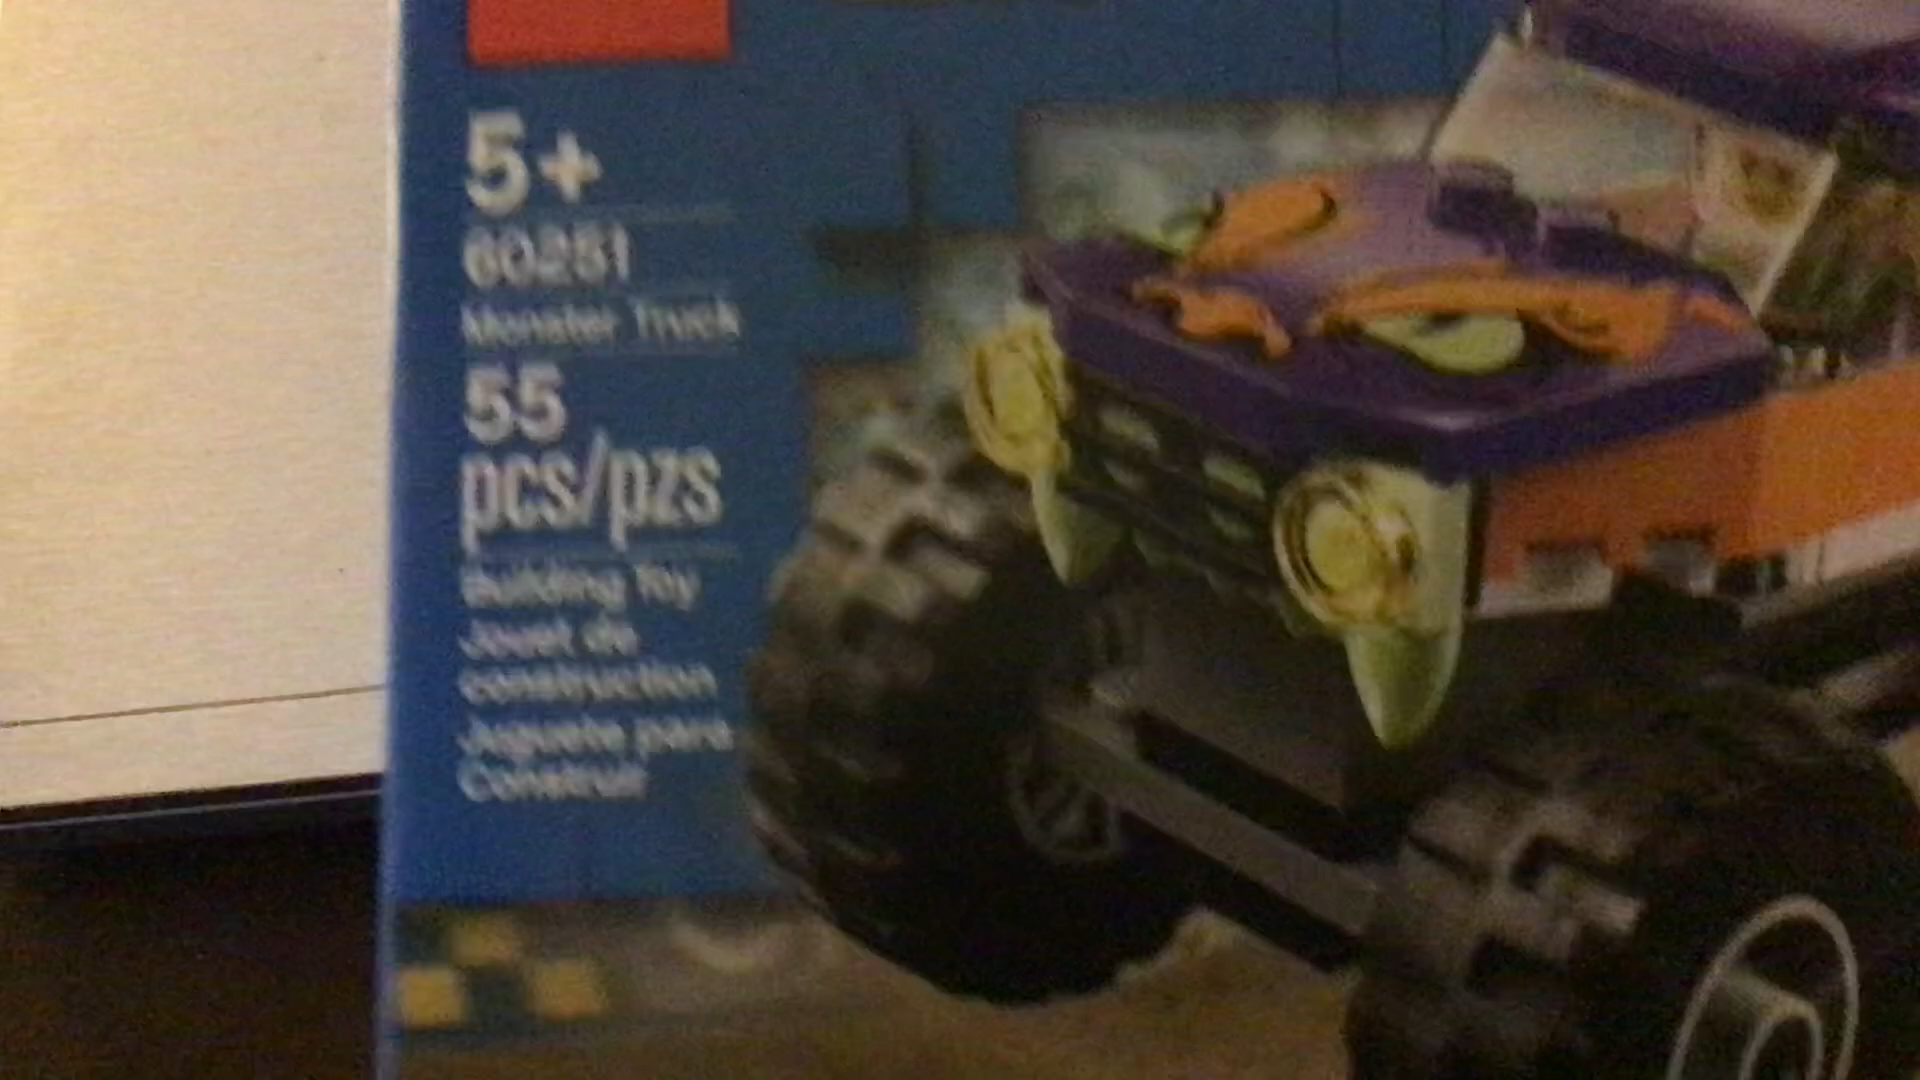 5+
60251
Monster Truck
55
pcs/pzs
Building Toy
Jouet de
construction
Juguete para
Construir